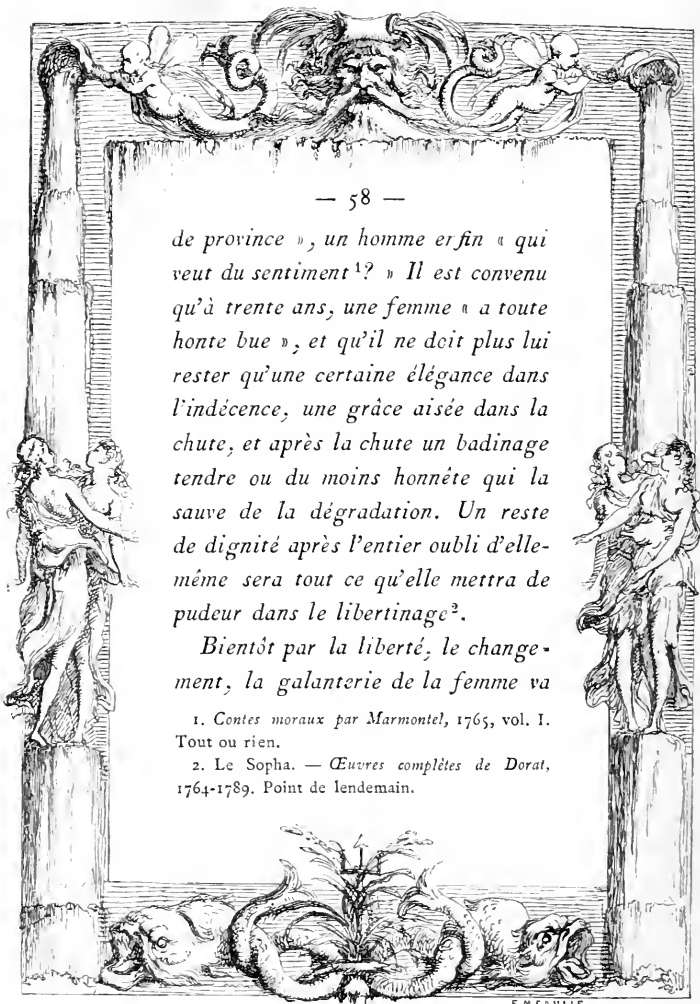 — 58 —
de province », un homme erfin « qui
veut du sentiment ¹? » Il est convenu
qu'à trente ans, une femme « a toute
honte bue », et qu'il ne doit plus lui
rester qu'une certaine élégance dans
l'indécence, une grâce aisée dans la
chute, et après la chute un badinage
tendre ou du moins honnête qui la
sauve de la dégradation. Un reste
de dignité après l'entier oubli d'elle-
même sera tout ce qu'elle mettra de
pudeur dans le libertinage².
Bientôt par la liberté, le change-
ment, la galanterie de la femme va
1. Contes moraux par Marmontel, 1765, vol. I.
Tout ou rien.
2. Le Sopha. — Œuvres complètes de Dorat,
1764-1789. Point de lendemain.